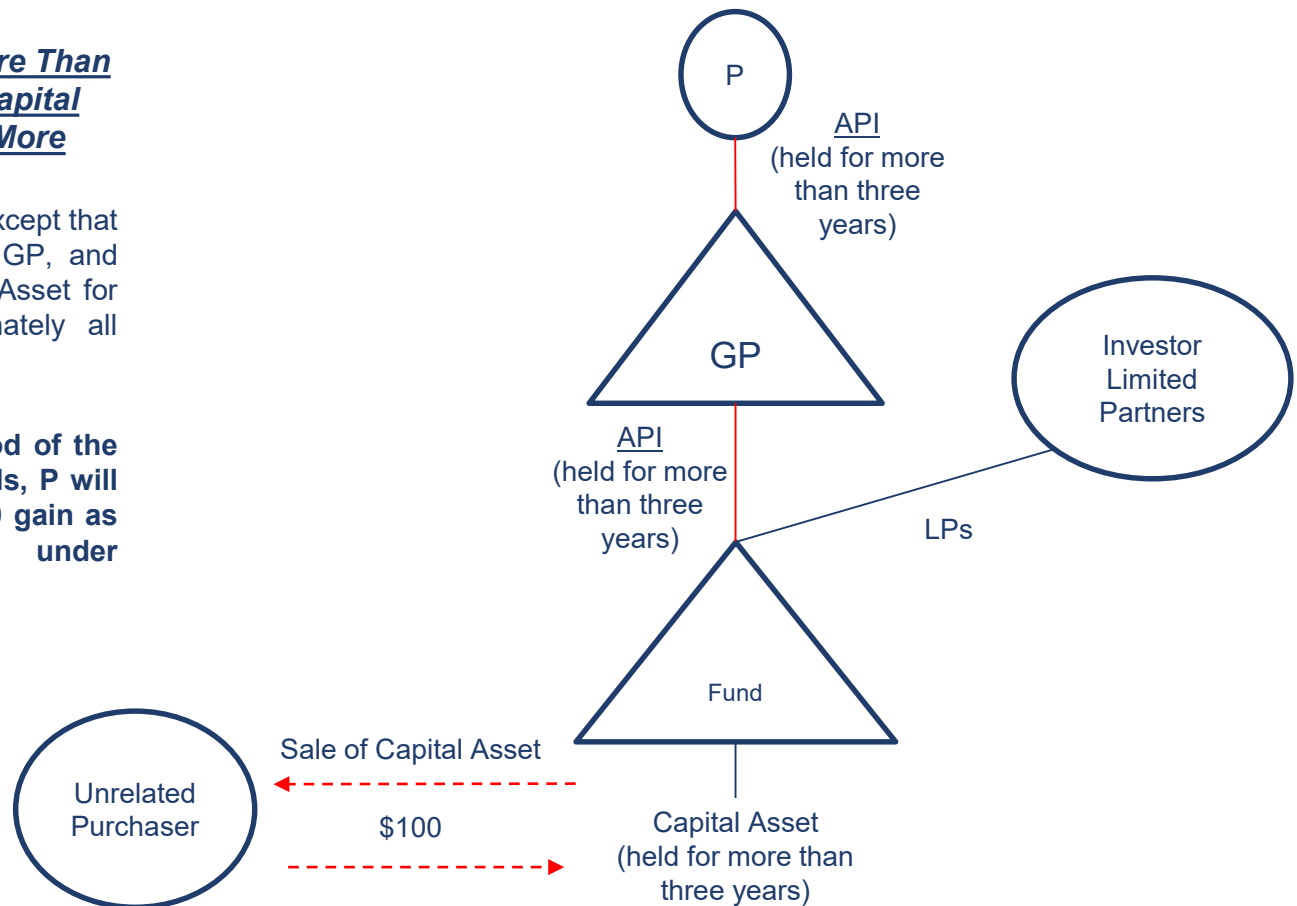 re Than
apital
More
xcept that
GP, and
Asset for
ately all
od of the
ls, P will
gain as
under
P
API
(held for more
than three
years)
GP
Investor
Limited
Partners
API
(held for more
than three
years)
LPs
Fund
Sale of Capital Asset
Unrelated
Purchaser
$100
Capital Asset
(held for more than
three years)